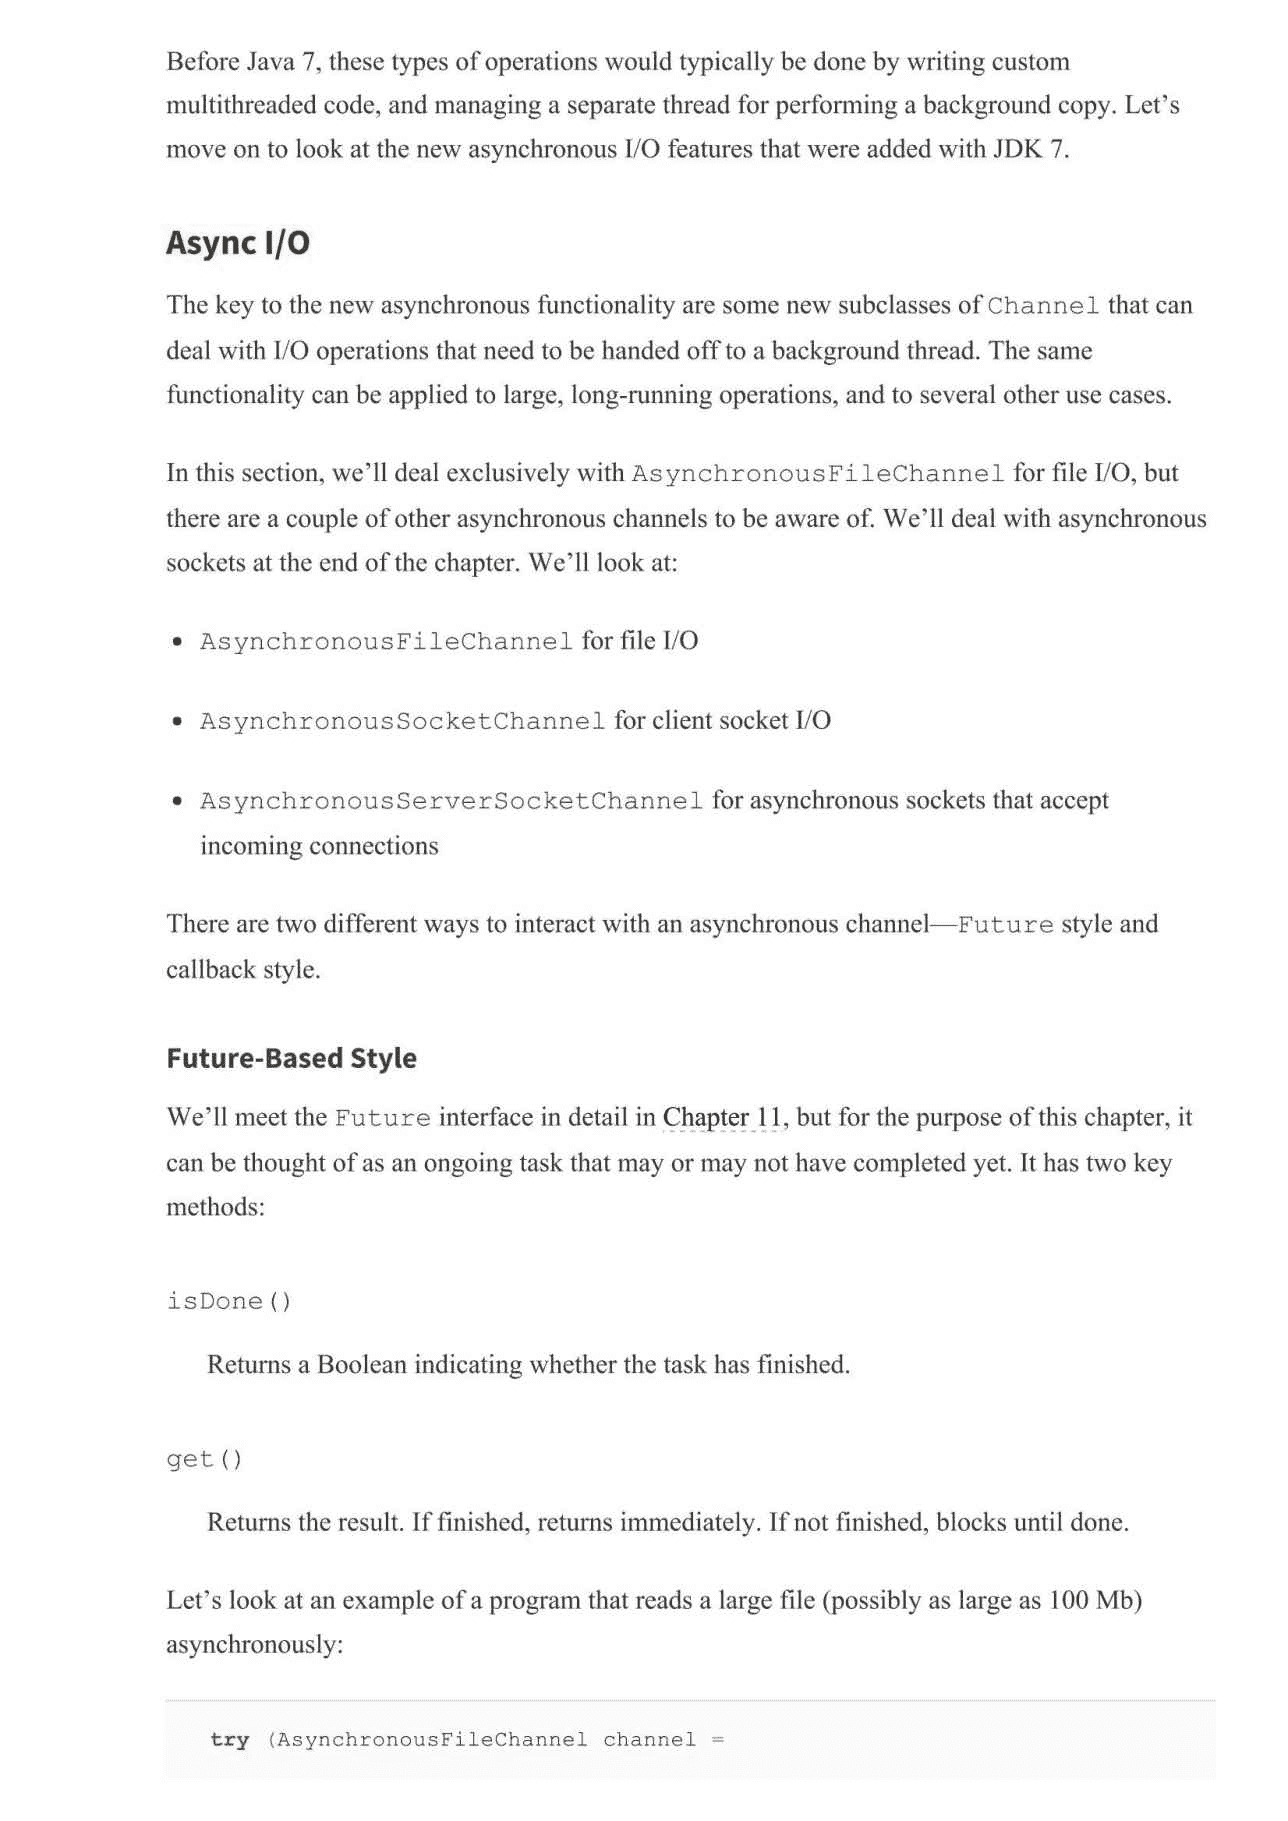 Before Java 7, these types of operations would typically be done by writing custom
multithreaded code, and managing a separate thread for performing a background copy. Let’s
move on to look at the new asynchronous I/O features that were added with JDK 7.
Async I/O
The key to the new asynchronous functionality are some new subclasses of Channel that can
deal with I/O operations that need to be handed off to a background thread. The same
functionality can be applied to large, long-running operations, and to several other use cases.
In this section, we’ll deal exclusively with AsynchronousFileChannel for file I/O, but
there are a couple of other asynchronous channels to be aware of. We’ll deal with asynchronous
sockets at the end of the chapter. We’ll look at:
• AsynchronousFileChannel for file I/O
• AsynchronousSocketChannel for client socket I/O
• AsynchronousServerSocketChannel for asynchronous sockets that accept
incoming connections
There are two different ways to interact with an asynchronous channel—Future style and
callback style.
Future-Based Style
We’ll meet the Future interface in detail in Chapter 11, but for the purpose of this chapter, it
can be thought of as an ongoing task that may or may not have completed yet. It has two key
methods:
isDone()
Returns a Boolean indicating whether the task has finished.
get()
Returns the result. If finished, returns immediately. If not finished, blocks until done.
Let’s look at an example of a program that reads a large file (possibly as large as 100 Mb)
asynchronously:
try (AsynchronousFileChannel channel =